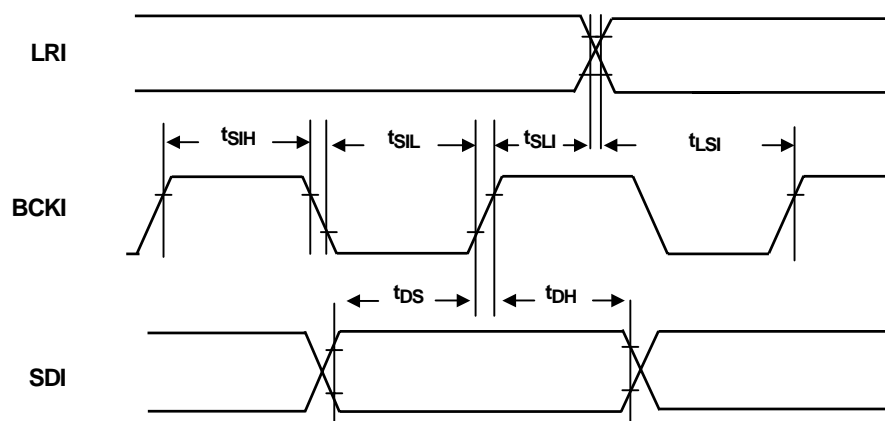 LRI
tSIH tSIL tSLI tLSI
BCKI
tDS tDH
SDI